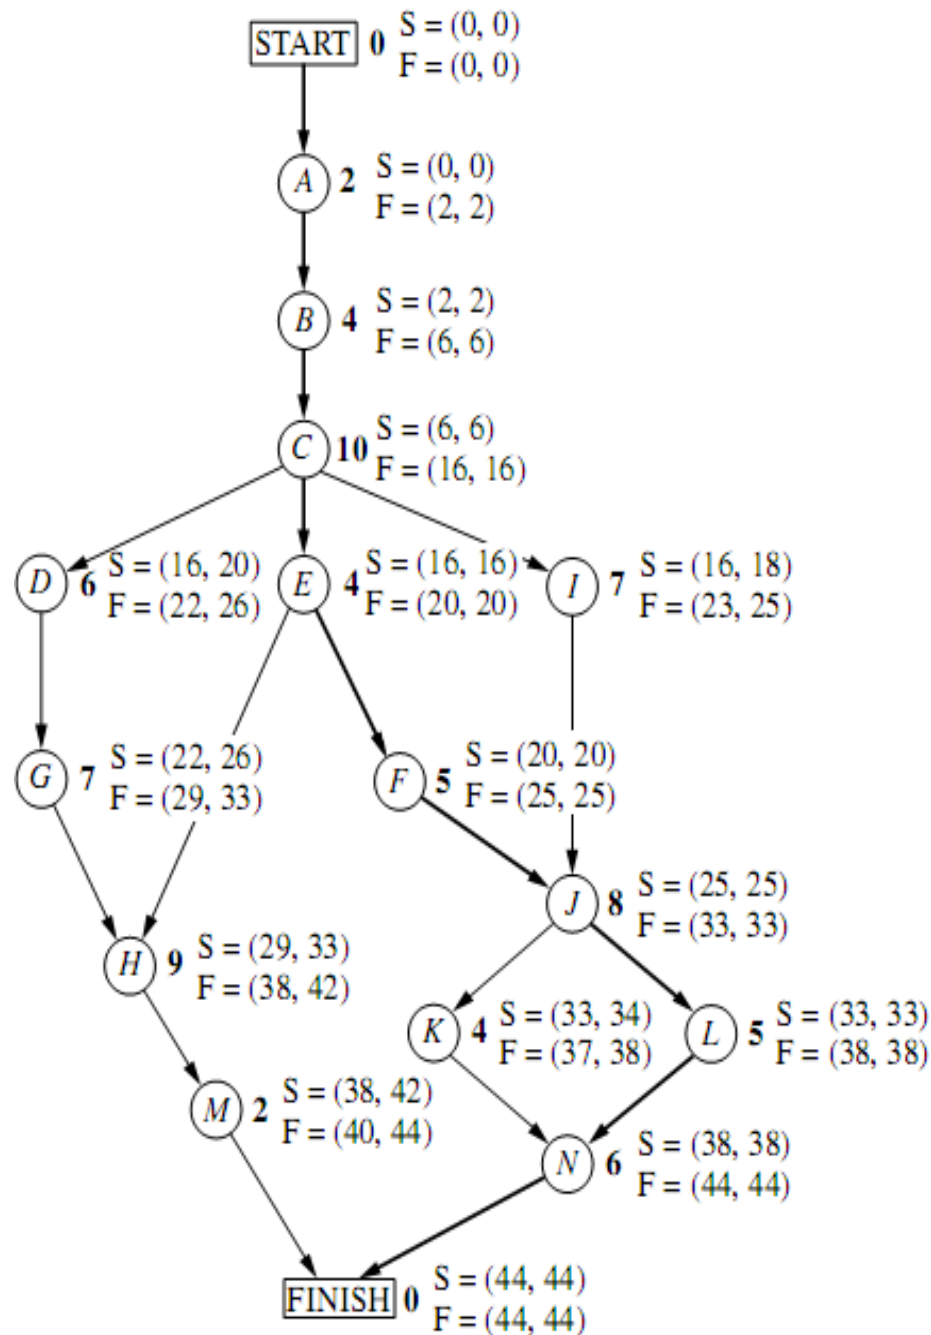 START 0 S = (0, 0)
F = (0, 0)
A 2 S = (0, 0)
F = (2, 2)
B 4 S = (2, 2)
F = (6, 6)
C 10 S = (6, 6)
F = (16, 16)
D 6 S = (16, 20)
F = (22, 26)
E 4 S = (16, 16)
F = (20, 20)
I 7 S = (16, 18)
F = (23, 25)
G 7 S = (22, 26)
F = (29, 33)
F 5 S = (20, 20)
F = (25, 25)
J 8 S = (25, 25)
F = (33, 33)
H 9 S = (29, 33)
F = (38, 42)
K 4 S = (33, 34)
F = (37, 38)
L 5 S = (33, 33)
F = (38, 38)
M 2 S = (38, 42)
F = (40, 44)
N 6 S = (38, 38)
F = (44, 44)
FINISH 0 S = (44, 44)
F = (44, 44)